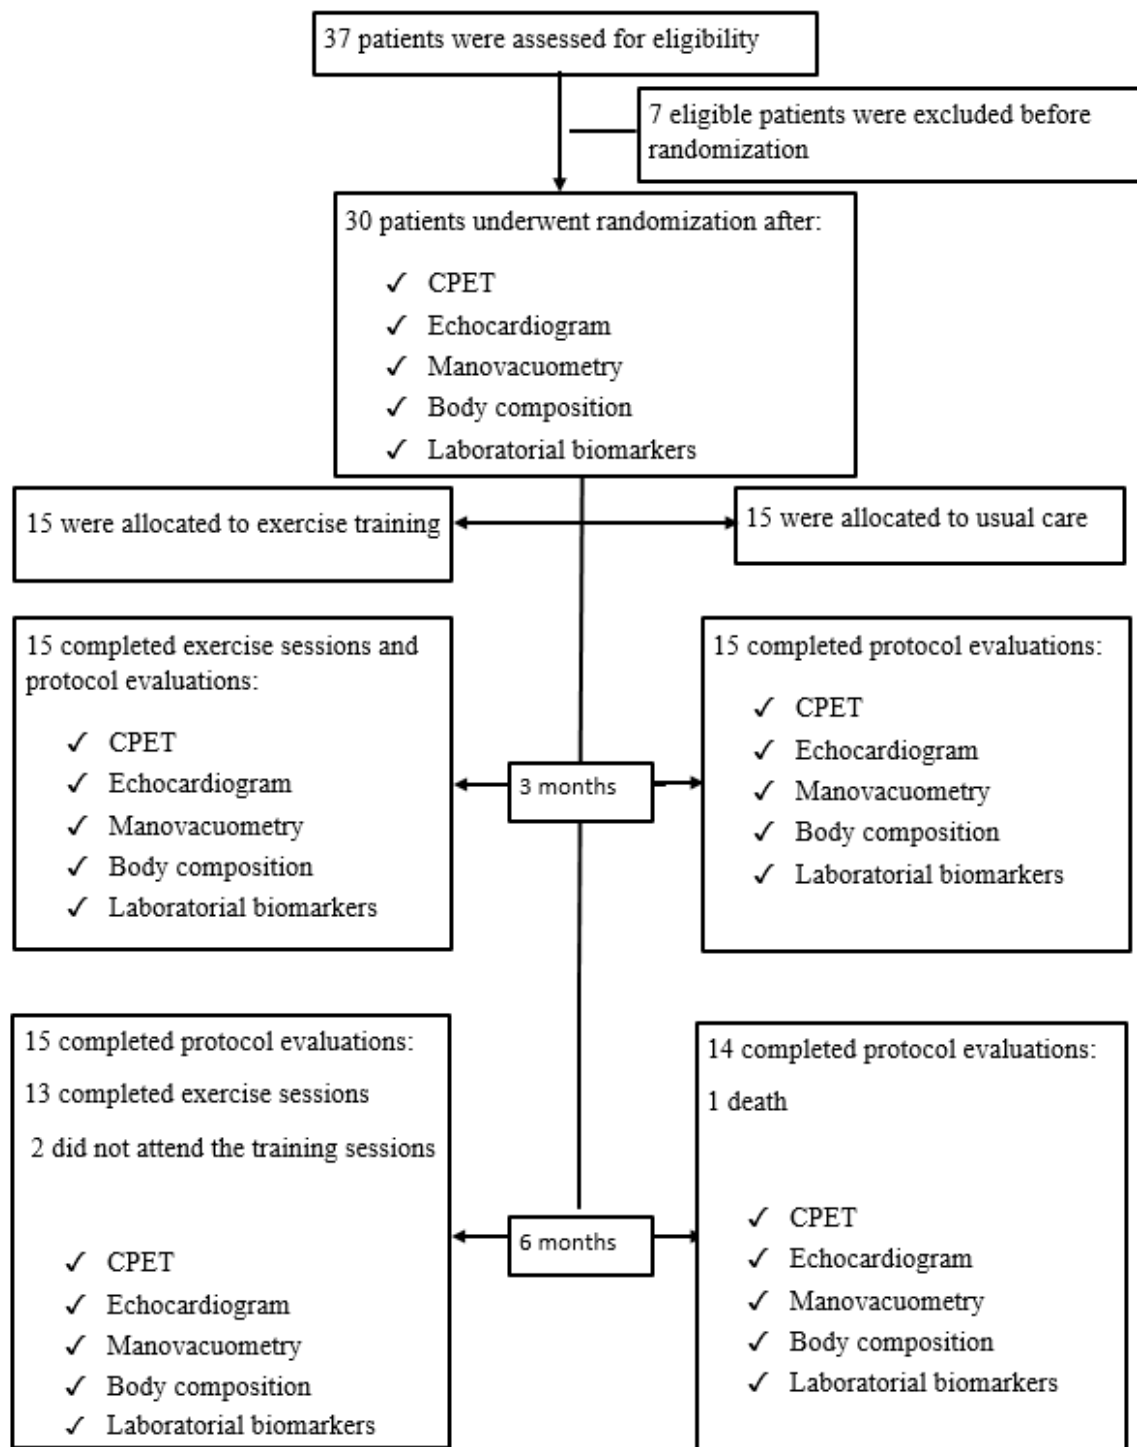 37 patients were assessed for eligibility
7 eligible patients were excluded before
randomization
30 patients underwent randomization after:
✓ CPET
✓ Echocardiogram
✓ Manovacuometry
✓ Body composition
✓ Laboratorial biomarkers
15 were allocated to exercise training
15 were allocated to usual care
15 completed exercise sessions and
protocol evaluations:
✓ CPET
✓ Echocardiogram
✓ Manovacuometry
✓ Body composition
✓ Laboratorial biomarkers
3 months
15 completed protocol evaluations:
✓ CPET
✓ Echocardiogram
✓ Manovacuometry
✓ Body composition
✓ Laboratorial biomarkers
15 completed protocol evaluations:
13 completed exercise sessions
2 did not attend the training sessions
✓ CPET
✓ Echocardiogram
✓ Manovacuometry
✓ Body composition
✓ Laboratorial biomarkers
6 months
14 completed protocol evaluations:
1 death
✓ CPET
✓ Echocardiogram
✓ Manovacuometry
✓ Body composition
✓ Laboratorial biomarkers